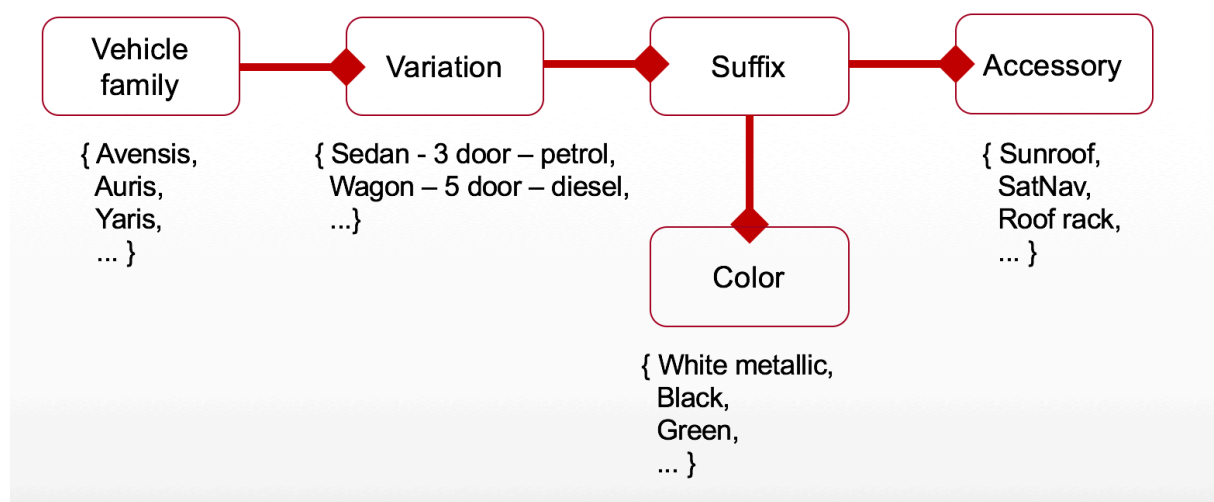 Vehicle
family
Variation
Suffix
Accessory
{ Avensis,
Auris,
Yaris,
... }
{ Sedan - 3 door – petrol,
Wagon – 5 door – diesel,
...}
{ Sunroof,
SatNav,
Roof rack,
... }
Color
{ White metallic,
Black,
Green,
... }